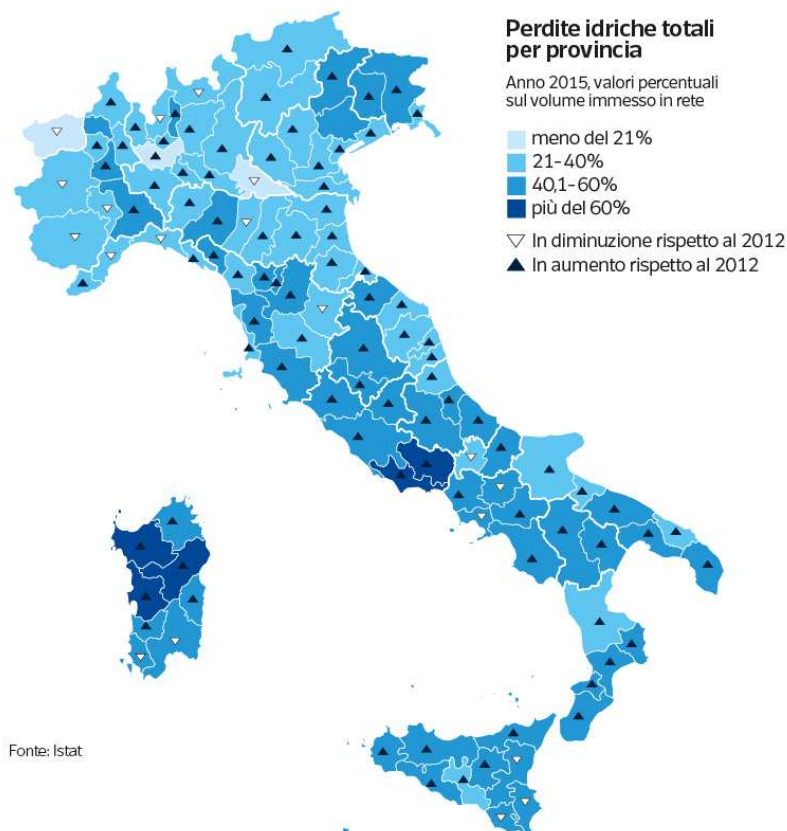 Perdite idriche totali
per provincia
Anno 2015, valori percentuali
sul volume immesso in rete
meno del 21%
21-40%
40,1-60%
più del 60%
In diminuzione rispetto al 2012
In aumento rispetto al 2012
Fonte: Istat